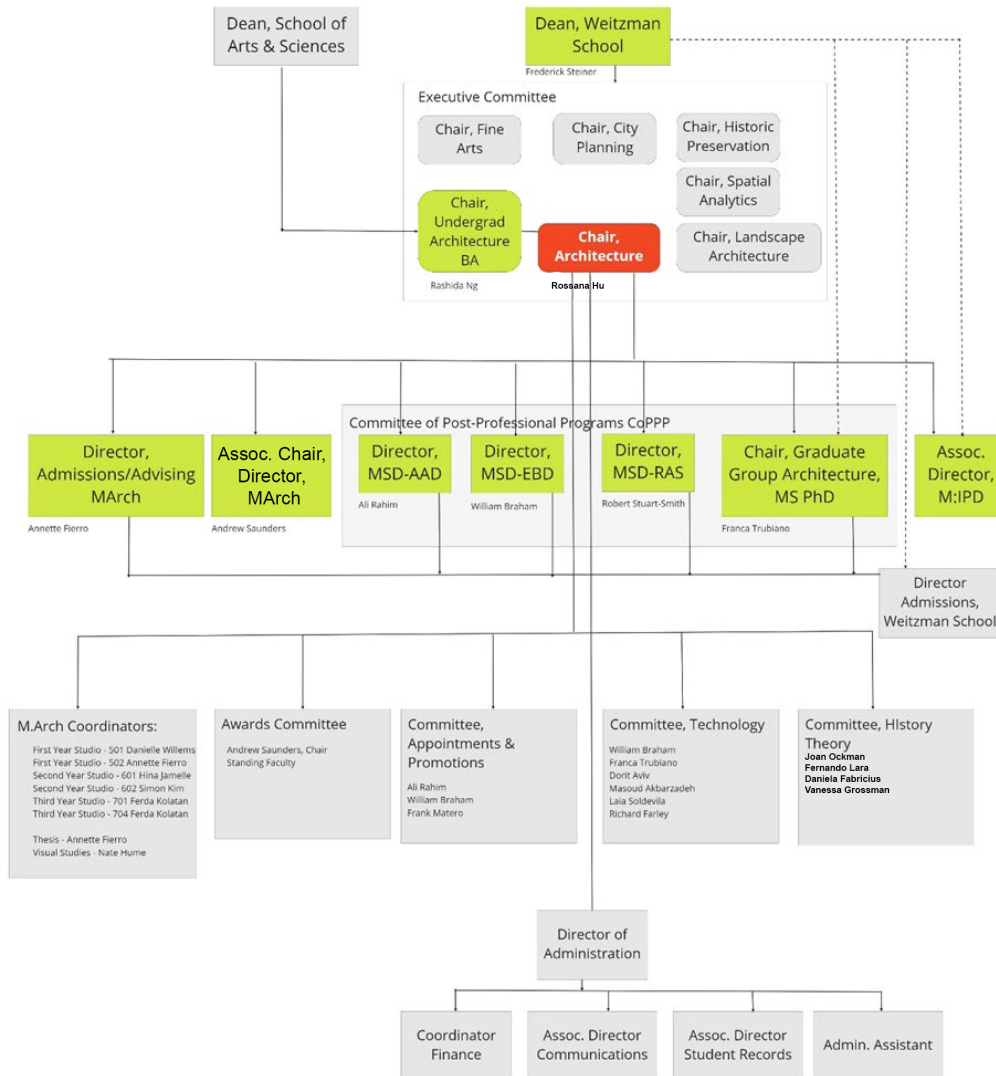 Dean, School of
Arts & Sciences
Dean, Weitzman
School
Frederick Steiner
Executive Committee
Chair, Fine
Arts
Chair, City
Planning
Chair, Historic
Preservation
Chair, Spatial
Analytics
Chair,
Undergrad
Architecture
BA
Rashida Ng
Chair,
Architecture
Rossana Hu
Chair, Landscape
Architecture
Committee of Post-Professional Programs CoPPP
Director,
Admissions/Advising
MArch
Annette Fierro
Assoc. Chair,
Director,
MArch
Andrew Saunders
Director,
MSD-AAD
Ali Rahim
Director,
MSD-EBD
William Braham
Director,
MSD-RAS
Robert Stuart-Smith
Chair, Graduate
Group Architecture,
MS PhD
Franca Trubiano
Assoc.
Director,
M:IPD
Director
Admissions,
Weitzman School
M.Arch Coordinators:
First Year Studio - 501 Danielle Willems
First Year Studio - 502 Annette Fierro
Second Year Studio - 601 Hina Jamelle
Second Year Studio - 602 Simon Kim
Third Year Studio - 701 Ferda Kolatan
Third Year Studio - 704 Ferda Kolatan
Thesis - Annette Fierro
Visual Studies - Nate Hume
Awards Committee
Andrew Saunders, Chair
Standing Faculty
Committee,
Appointments &
Promotions
Ali Rahim
William Braham
Frank Matero
Committee, Technology
William Braham
Franca Trubiano
Dorit Aviv
Masoud Akbarzadeh
Laia Soldevila
Richard Farley
Committee, HIstory
Theory
Joan Ockman
Fernando Lara
Daniela Fabricius
Vanessa Grossman
Director of
Administration
Coordinator
Finance
Assoc. Director
Communications
Assoc. Director
Student Records
Admin. Assistant